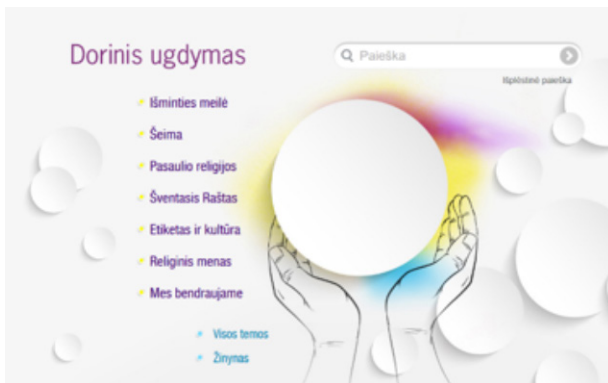 Dorinis ugdymas
Paieška
Išplėstinė paieška
Išminties meilė
Šeima
Pasaulio religijos
Šventasis Raštas
Etiketas ir kultūra
Religinis menas
Mes bendraujame
Visos temos
Žinynas